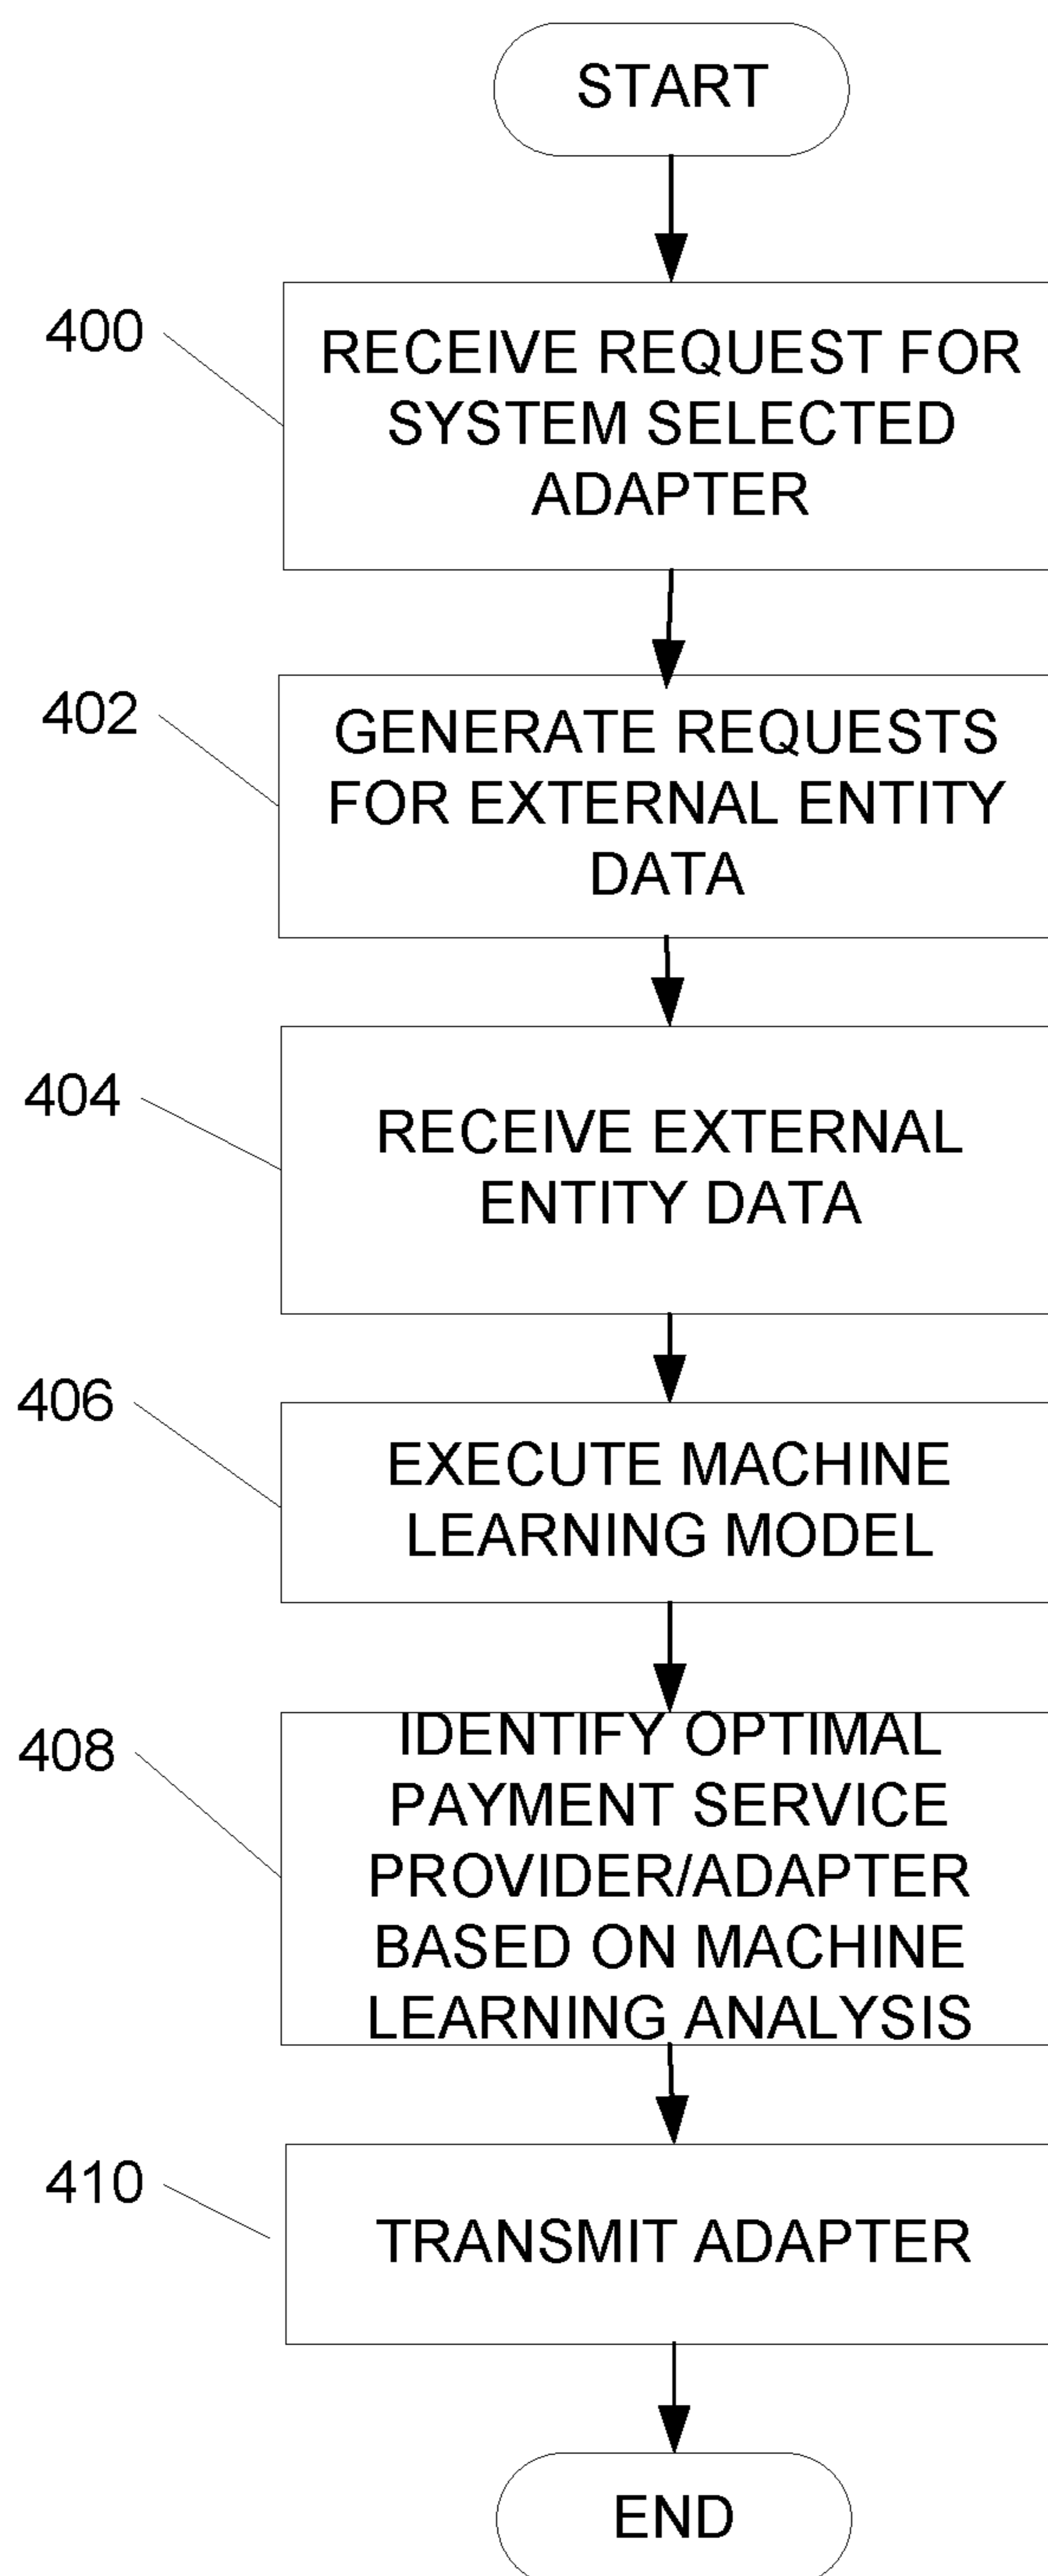 START
400
RECEIVE REQUEST FOR
SYSTEM SELECTED
ADAPTER
402
GENERATE REQUESTS
FOR EXTERNAL ENTITY
DATA
404
RECEIVE EXTERNAL
ENTITY DATA
406
EXECUTE MACHINE
LEARNING MODEL
408
IDENTIFY OPTIMAL
PAYMENT SERVICE
PROVIDER/ADAPTER
BASED ON MACHINE
LEARNING ANALYSIS
410
TRANSMIT ADAPTER
END